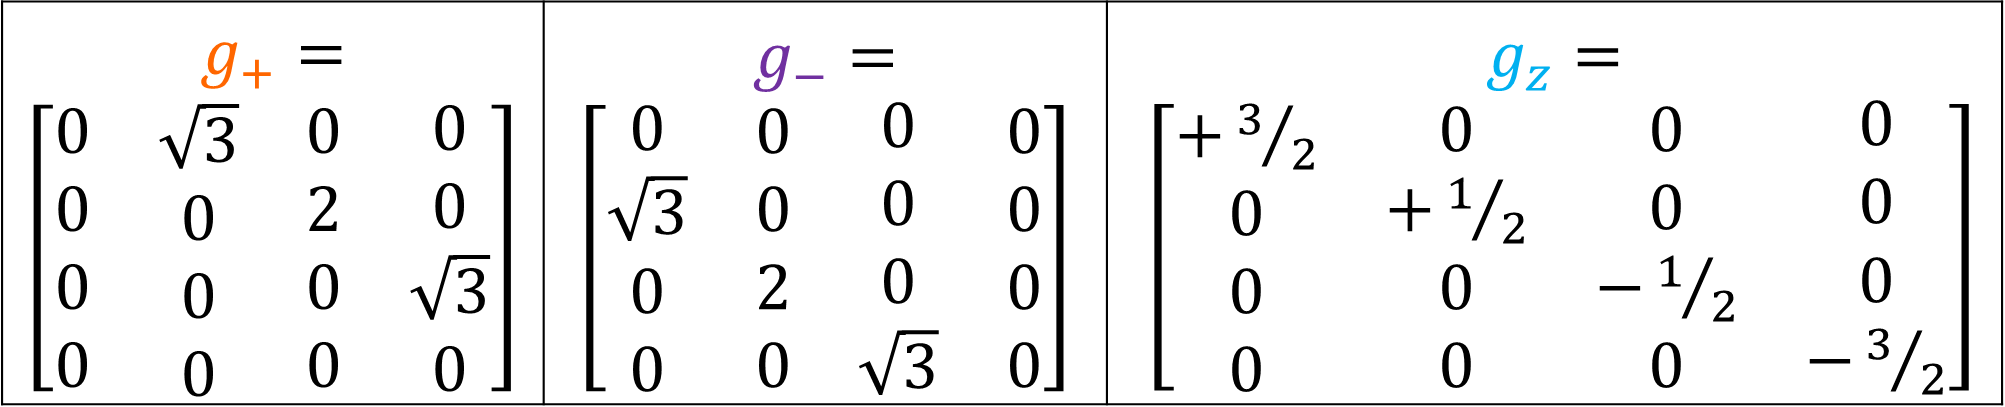 g₊ =
0 √3 0 0
0 0 2 0
0 0 0 √3
0 0 0 0
g₋ =
0 0 0 0
√3 0 0 0
0 2 0 0
0 0 √3 0
g_z =
+ 3/2 0 0 0
0 + 1/2 0 0
0 0 − 1/2 0
0 0 0 − 3/2